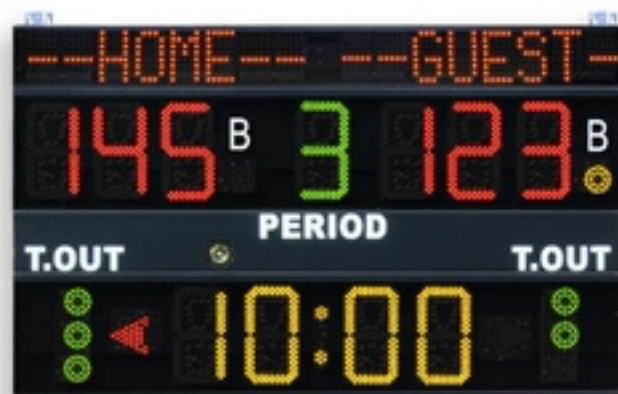 --HOME-- --GUEST-
145 B 3 123 B
PERIOD
T.OUT T.OUT
10:00